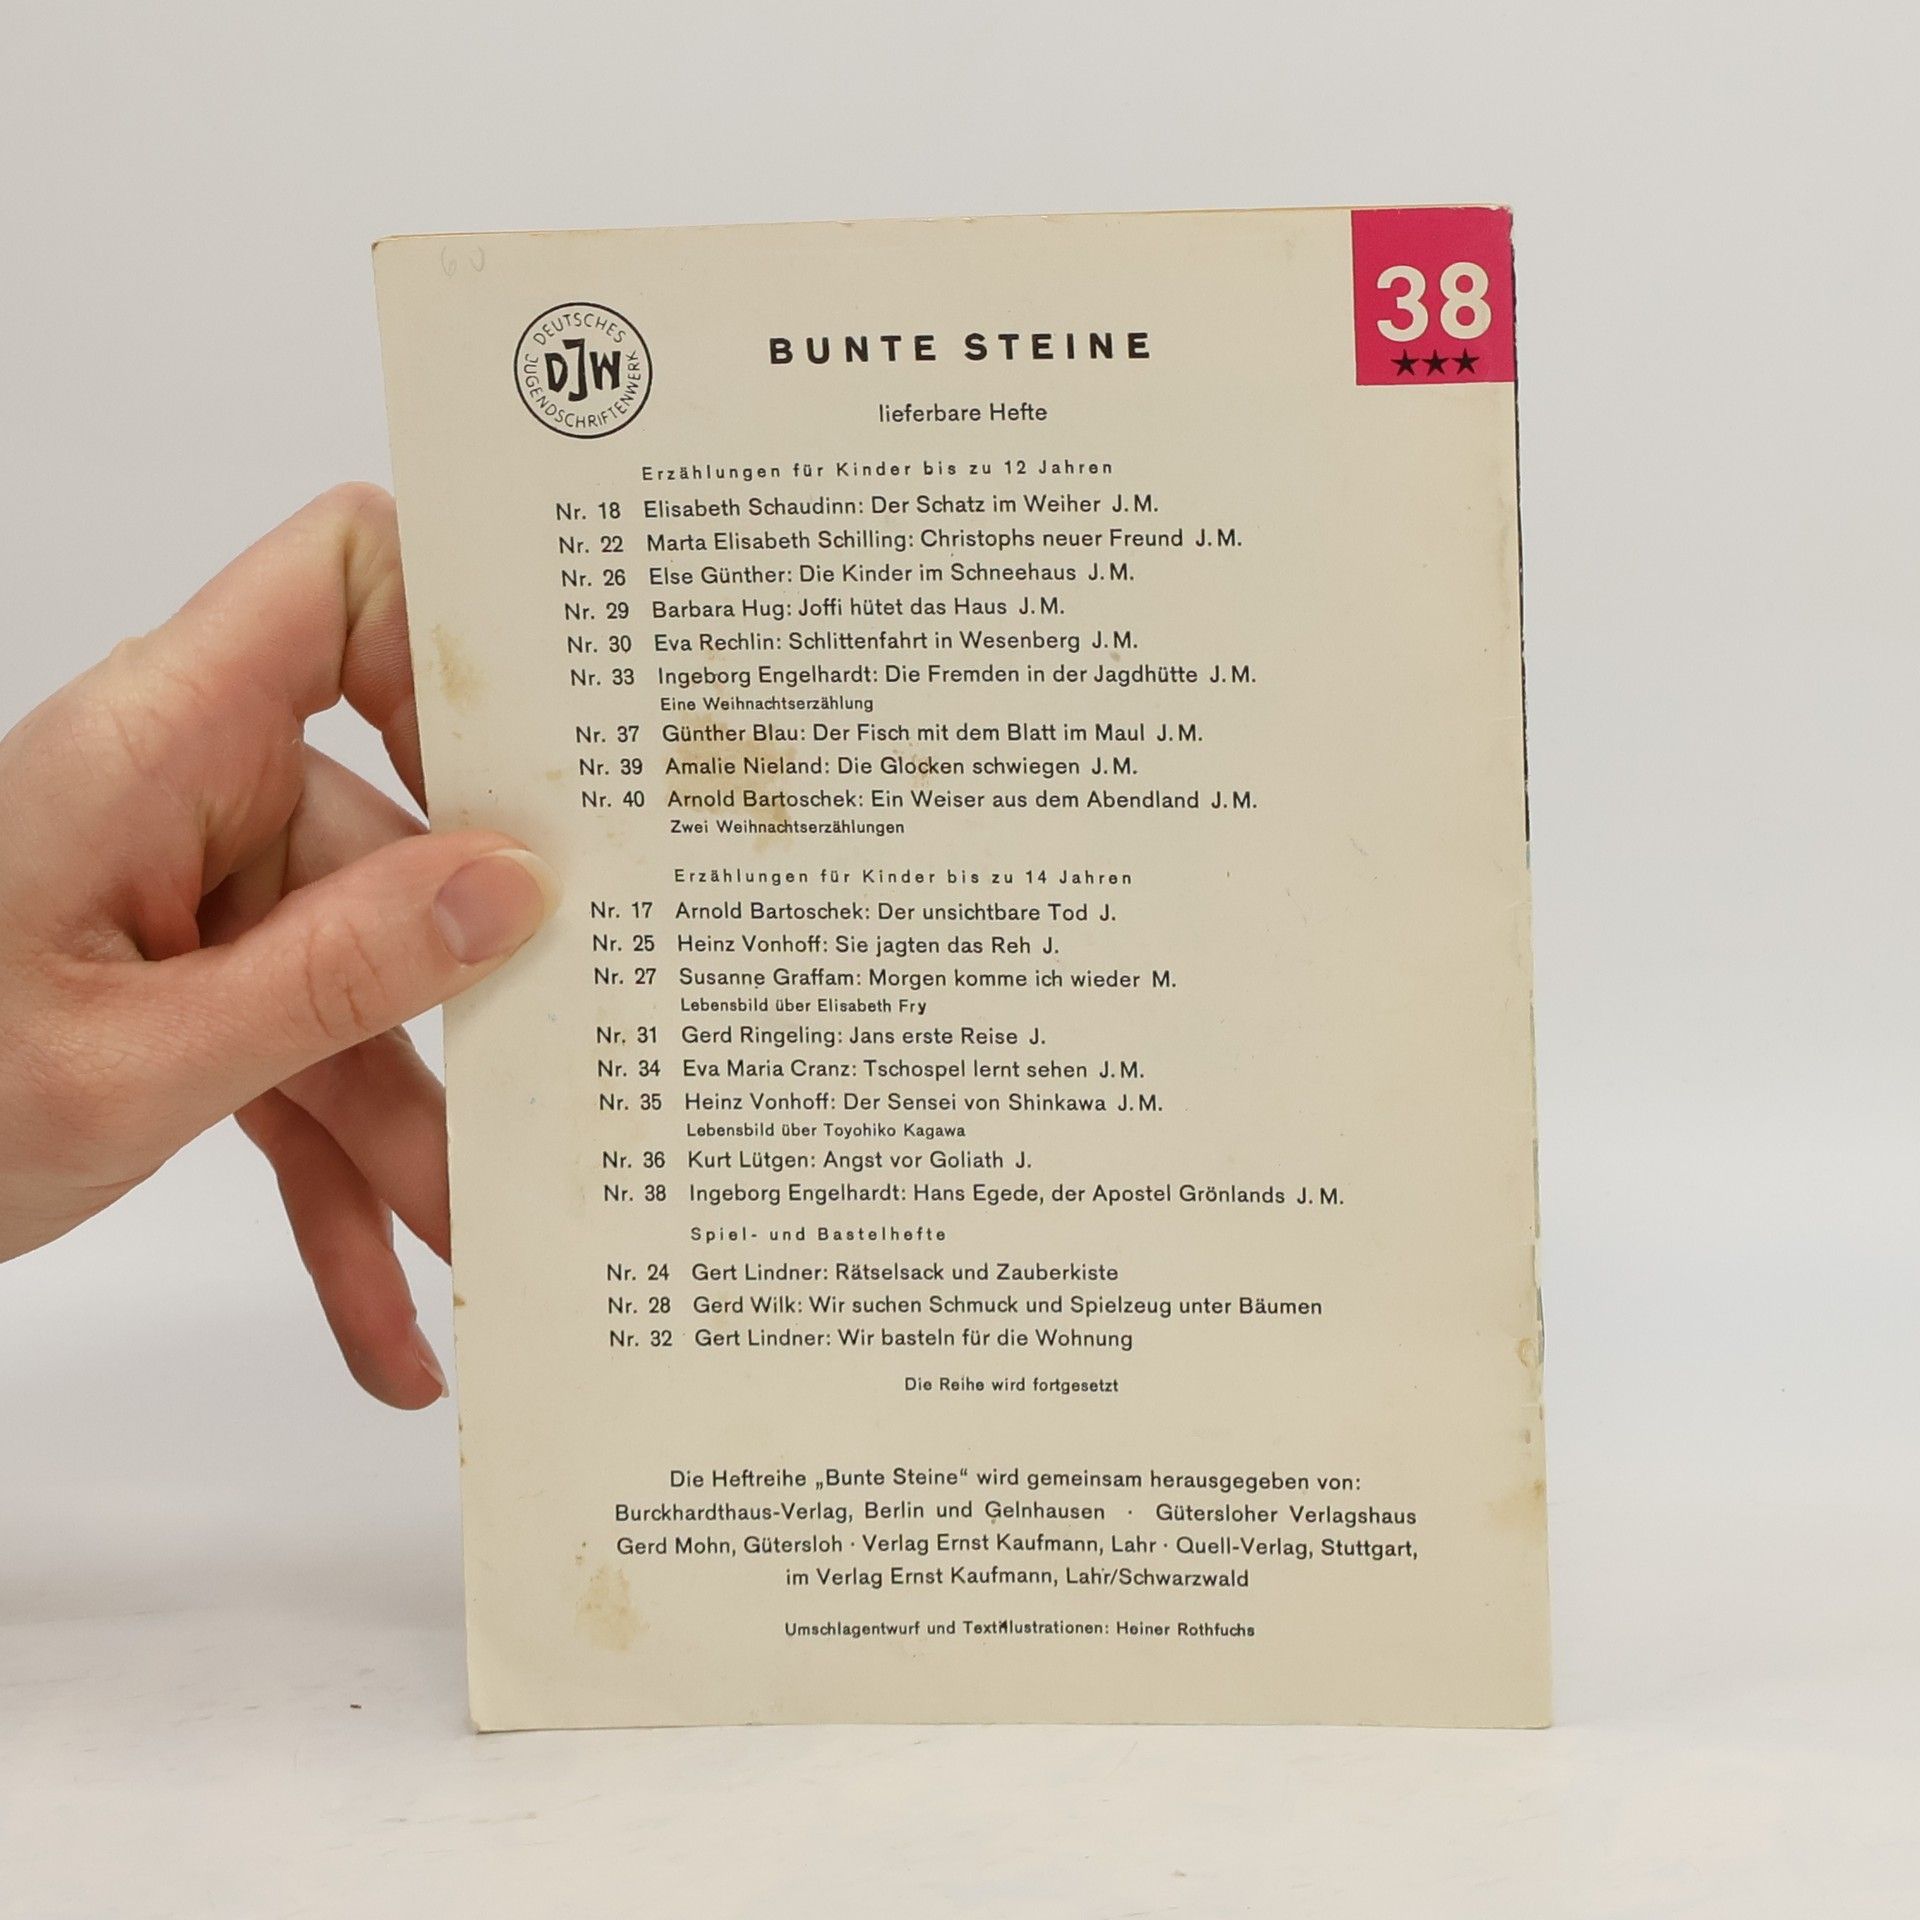 38
★★★
DEUTSCHES JUGENDSCHRIFTENWERK
DJW
BUNTE STEINE
lieferbare Hefte
Erzählungen für Kinder bis zu 12 Jahren
Nr. 18 Elisabeth Schaudinn: Der Schatz im Weiher J. M.
Nr. 22 Marta Elisabeth Schilling: Christophs neuer Freund J. M.
Nr. 26 Else Günther: Die Kinder im Schneehaus J. M.
Nr. 29 Barbara Hug: Joffi hütet das Haus J. M.
Nr. 30 Eva Rechlin: Schlittenfahrt in Wesenberg J. M.
Nr. 33 Ingeborg Engelhardt: Die Fremden in der Jagdhütte J. M.
Eine Weihnachtserzählung
Nr. 37 Günther Blau: Der Fisch mit dem Blatt im Maul J. M.
Nr. 39 Amalie Nieland: Die Glocken schwiegen J. M.
Nr. 40 Arnold Bartoschek: Ein Weiser aus dem Abendland J. M.
Zwei Weihnachtserzählungen
Erzählungen für Kinder bis zu 14 Jahren
Nr. 17 Arnold Bartoschek: Der unsichtbare Tod J.
Nr. 25 Heinz Vonhoff: Sie jagten das Reh J.
Nr. 27 Susanne Graffam: Morgen komme ich wieder M.
Lebensbild über Elisabeth Fry
Nr. 31 Gerd Ringeling: Jans erste Reise J.
Nr. 34 Eva Maria Cranz: Tschospel lernt sehen J. M.
Nr. 35 Heinz Vonhoff: Der Sensei von Shinkawa J. M.
Lebensbild über Toyohiko Kagawa
Nr. 36 Kurt Lütgen: Angst vor Goliath J.
Nr. 38 Ingeborg Engelhardt: Hans Egede, der Apostel Grönlands J. M.
Spiel- und Bastelhefte
Nr. 24 Gert Lindner: Rätselsack und Zauberkiste
Nr. 28 Gerd Wilk: Wir suchen Schmuck und Spielzeug unter Bäumen
Nr. 32 Gert Lindner: Wir basteln für die Wohnung
Die Reihe wird fortgesetzt
Die Heftreihe „Bunte Steine“ wird gemeinsam herausgegeben von:
Burckhardthaus-Verlag, Berlin und Gelnhausen · Gütersloher Verlagshaus
Gerd Mohn, Gütersloh · Verlag Ernst Kaufmann, Lahr · Quell-Verlag, Stuttgart,
im Verlag Ernst Kaufmann, Lahr/Schwarzwald
Umschlagentwurf und Textillustrationen: Heiner Rothfuchs